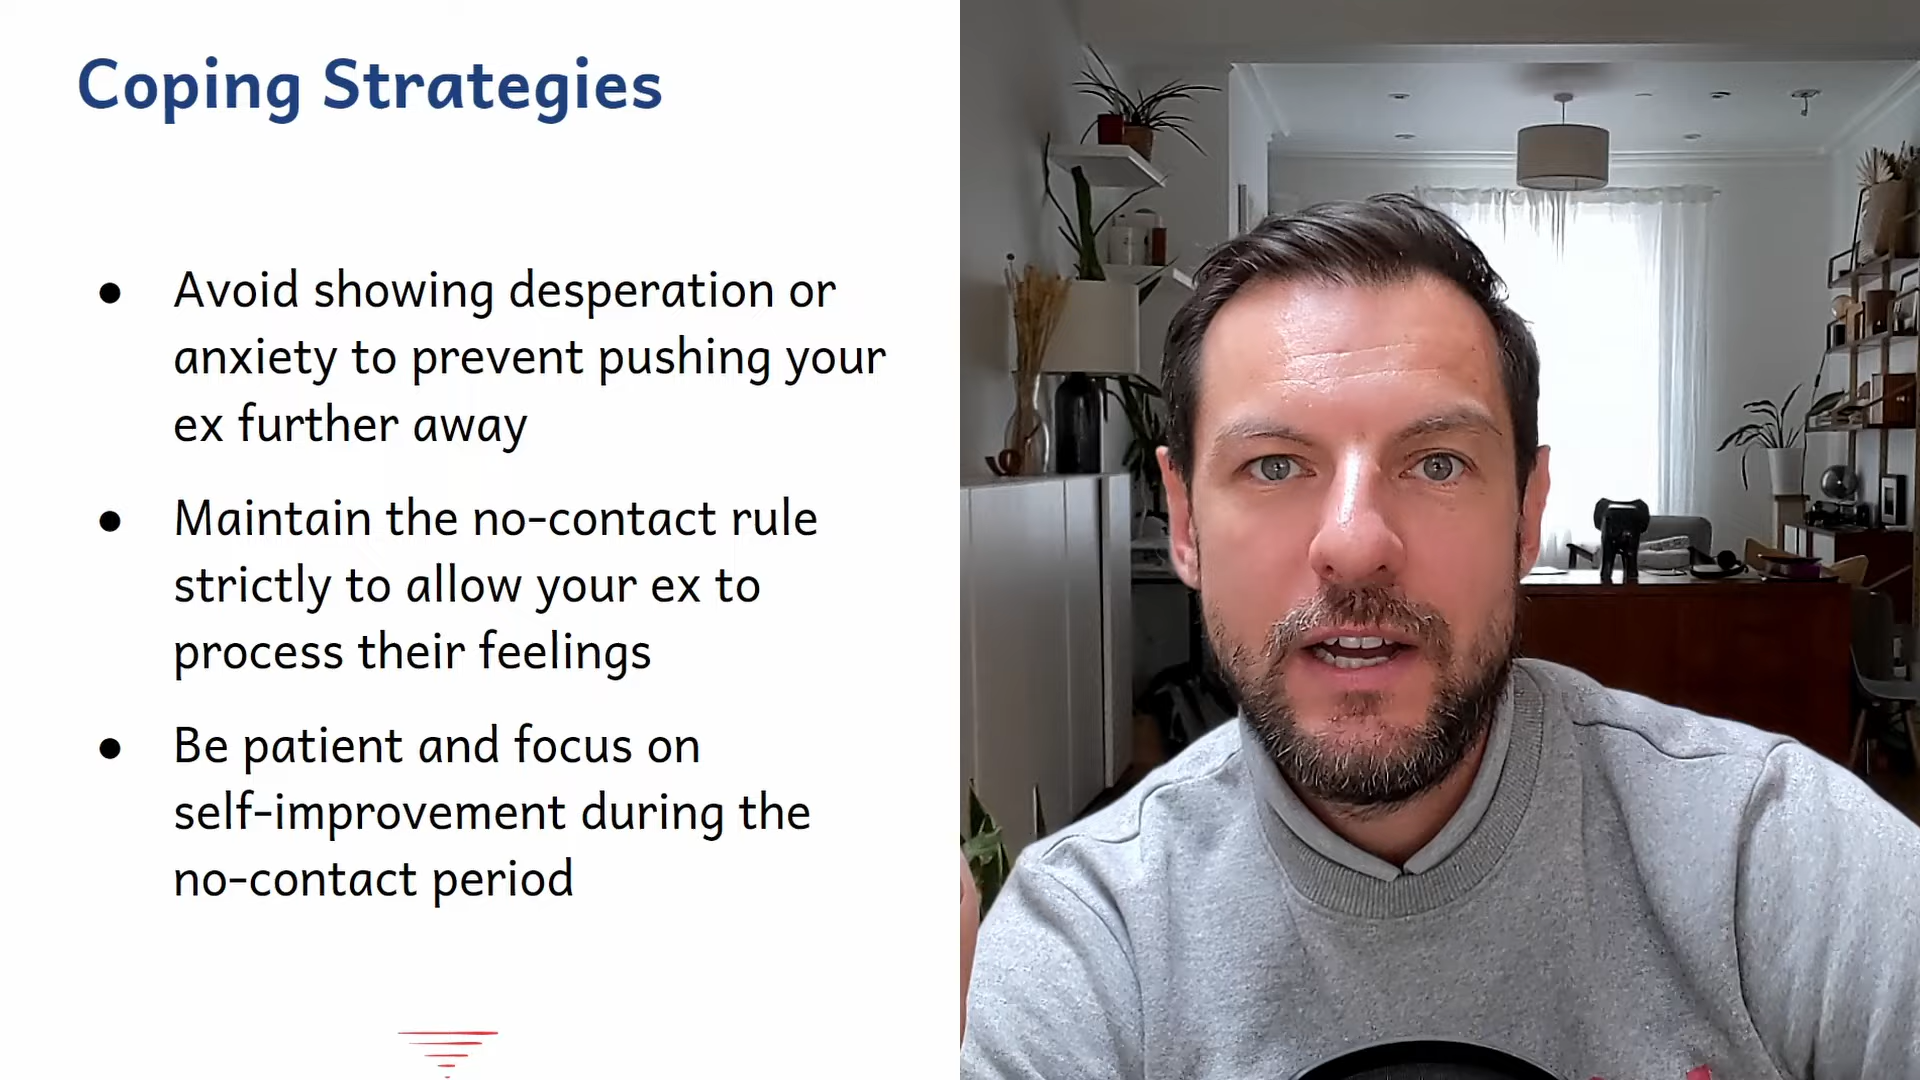 Coping Strategies
● Avoid showing desperation or
anxiety to prevent pushing your
ex further away
● Maintain the no-contact rule
strictly to allow your ex to
process their feelings
● Be patient and focus on
self-improvement during the
no-contact period